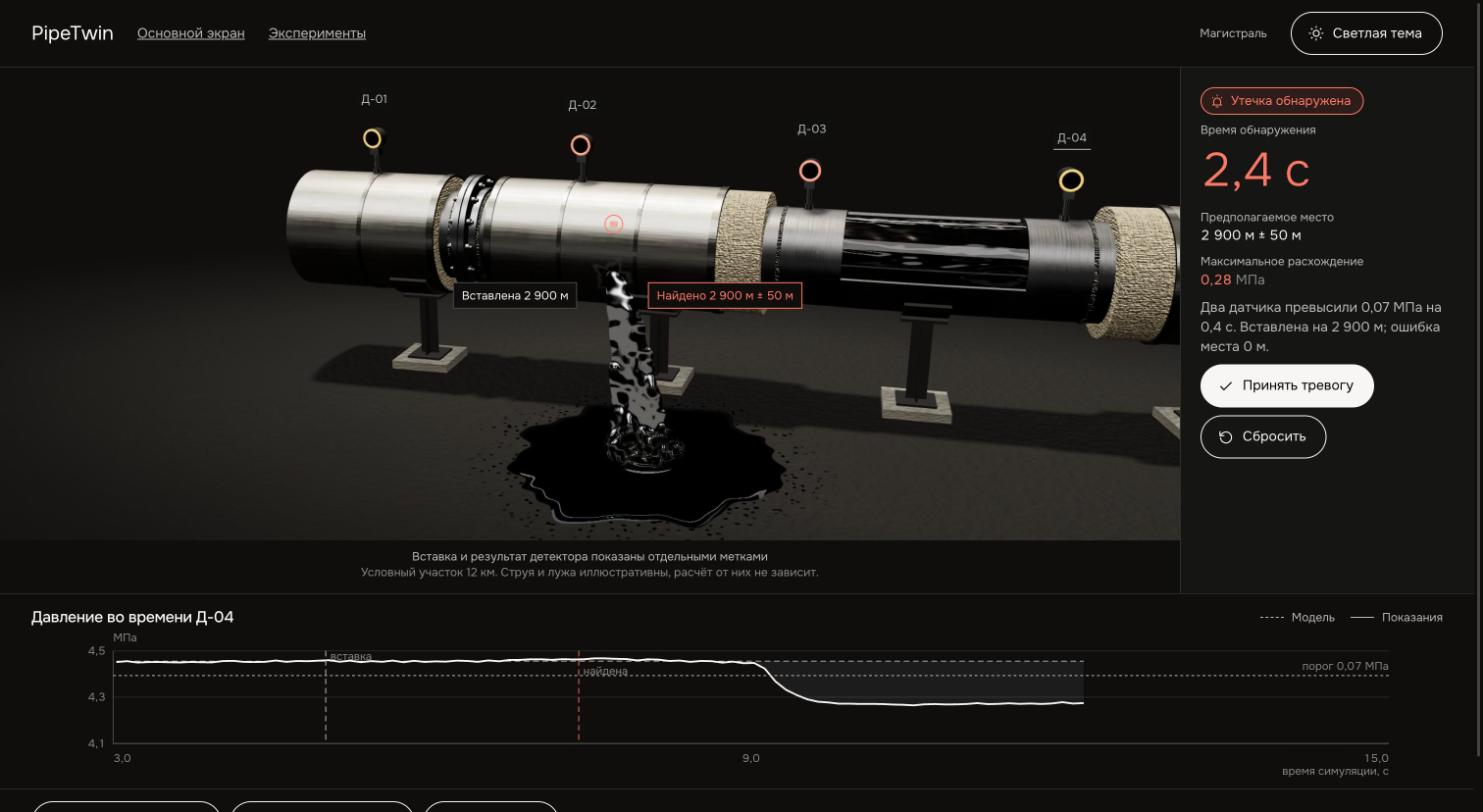 PipeTwin
Основной экран
Эксперименты
Магистраль
Светлая тема
Д-01
Д-02
Д-03
Д-04
Вставлена 2 900 м
Найдено 2 900 м ± 50 м
Вставка и результат детектора показаны отдельными метками
Условный участок 12 км. Струя и лужа иллюстративны, расчёт от них не зависит.
Утечка обнаружена
Время обнаружения
2,4 с
Предполагаемое место
2 900 м ± 50 м
Максимальное расхождение
0,28 МПа
Два датчика превысили 0,07 МПа на
0,4 с. Вставлена на 2 900 м; ошибка
места 0 м.
Принять тревогу
Сбросить
Давление во времени Д-04
Модель
Показания
МПа
4,5
вставка
найдена
порог 0,07 МПа
4,3
4,1
3,0
9,0
15,0
время симуляции, с